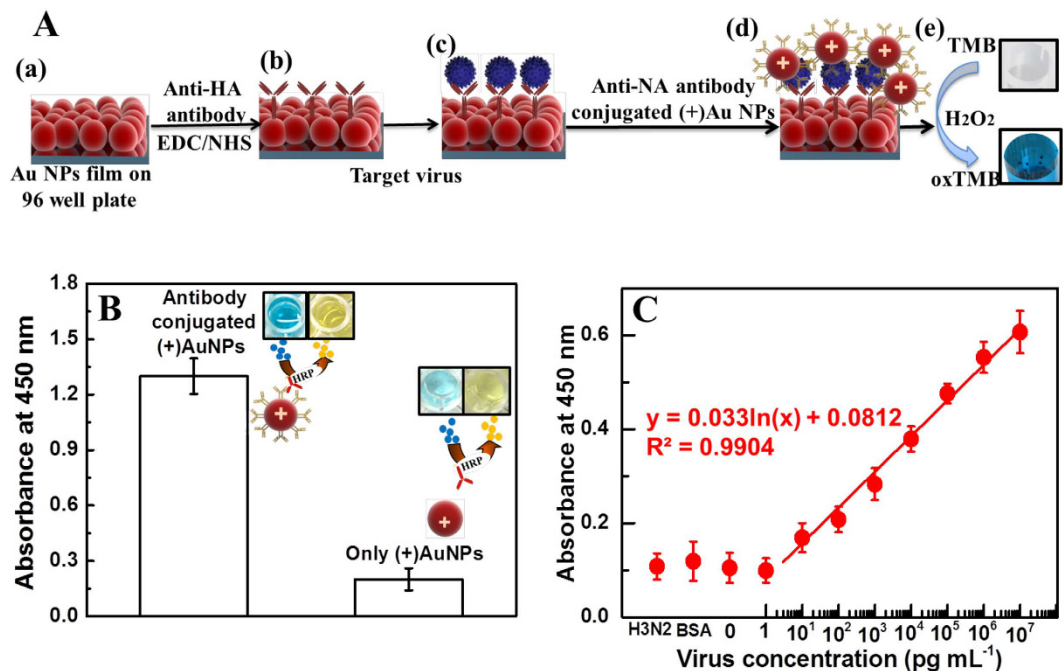 A
(a)
Au NPs film on
96 well plate
Anti-HA
antibody
EDC/NHS
(b)
Target virus
(c)
Anti-NA antibody
conjugated (+)Au NPs
(d)
+ + +
+
(e)
TMB
H2O2
oxTMB
B
Absorbance at 450 nm
1.8
1.5
1.2
0.9
0.6
0.3
0.0
Antibody
conjugated
(+)AuNPs
HRP
+
HRP
+
Only (+)AuNPs
C
Absorbance at 450 nm
0.6
0.4
0.2
0.0
y = 0.033ln(x) + 0.0812
R² = 0.9904
H3N2 BSA 0 1 10¹ 10² 10³ 10⁴ 10⁵ 10⁶ 10⁷
Virus concentration (pg mL⁻¹)